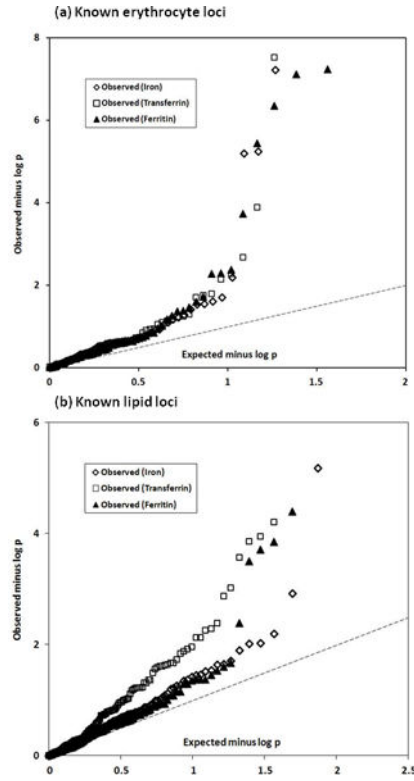 (a) Known erythrocyte loci
8
6
4
2
0
Observed minus log p
Observed (Iron)
Observed (Transferrin)
Observed (Ferritin)
Expected minus log p
0 0.5 1 1.5 2
(b) Known lipid loci
6
4
2
0
Observed minus log p
Observed (Iron)
Observed (Transferrin)
Observed (Ferritin)
Expected minus log p
0 0.5 1 1.5 2 2.5